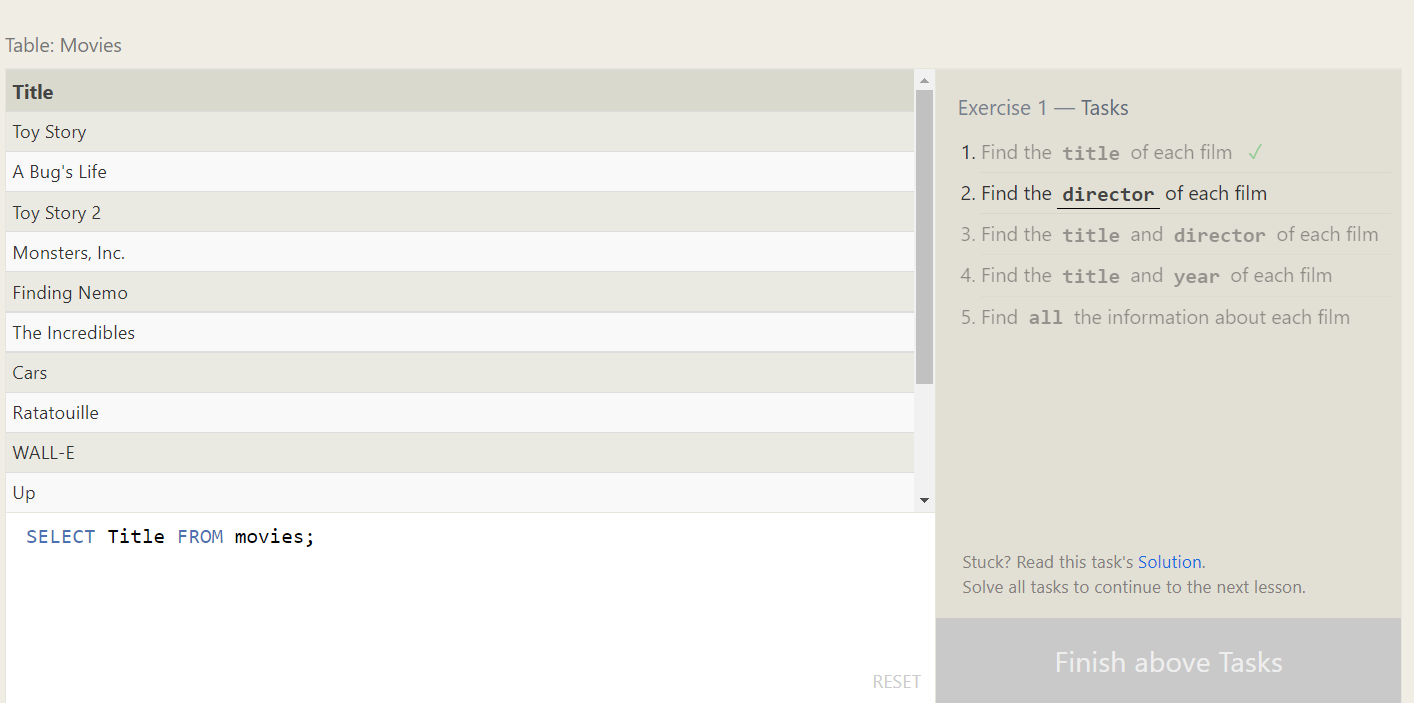 Table: Movies
Title
Toy Story
A Bug's Life
Toy Story 2
Monsters, Inc.
Finding Nemo
The Incredibles
Cars
Ratatouille
WALL-E
Up
SELECT Title FROM movies;
RESET
Exercise 1 — Tasks
1. Find the title of each film ✓
2. Find the director of each film
3. Find the title and director of each film
4. Find the title and year of each film
5. Find all the information about each film
Stuck? Read this task's Solution.
Solve all tasks to continue to the next lesson.
Finish above Tasks